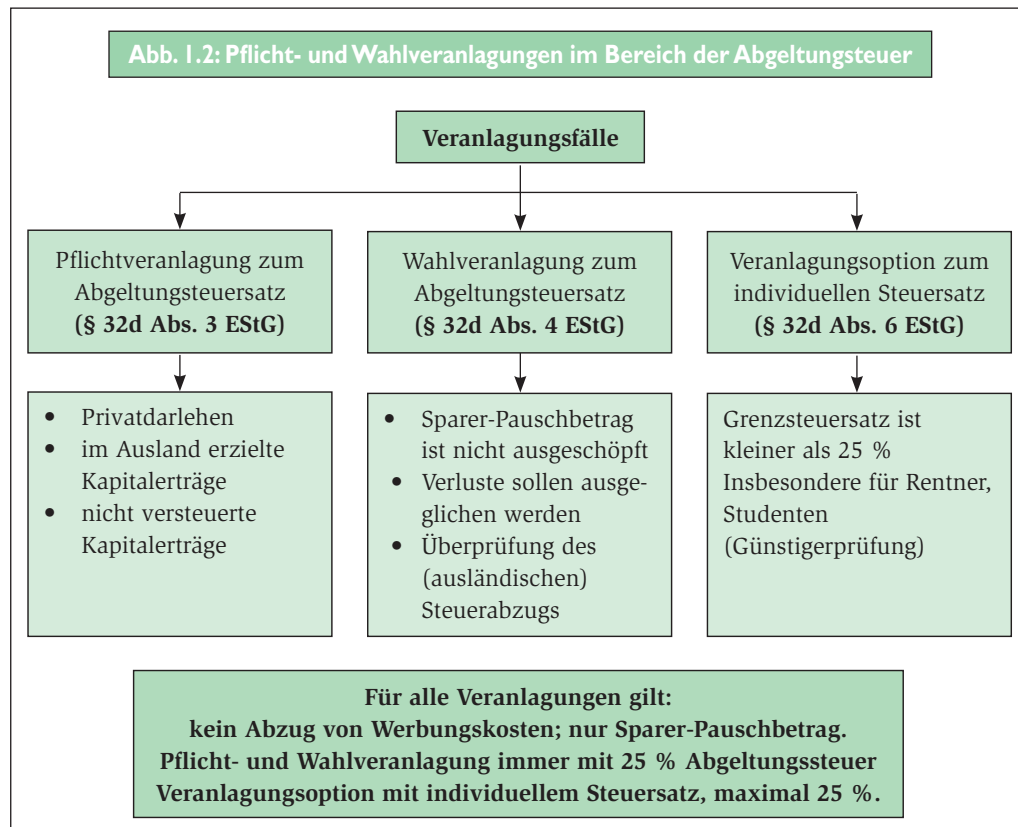 Abb. 1.2: Pflicht- und Wahlveranlagungen im Bereich der Abgeltungsteuer
Veranlagungsfälle
Pflichtveranlagung zum
Abgeltungsteuersatz
(§ 32d Abs. 3 EStG)
Wahlveranlagung zum
Abgeltungsteuersatz
(§ 32d Abs. 4 EStG)
Veranlagungsoption zum
individuellen Steuersatz
(§ 32d Abs. 6 EStG)
• Privatdarlehen
• im Ausland erzielte
Kapitalerträge
• nicht versteuerte
Kapitalerträge
• Sparer-Pauschbetrag
ist nicht ausgeschöpft
• Verluste sollen ausge-
glichen werden
• Überprüfung des
(ausländischen)
Steuerabzugs
Grenzsteuersatz ist
kleiner als 25 %
Insbesondere für Rentner,
Studenten
(Günstigerprüfung)
Für alle Veranlagungen gilt:
kein Abzug von Werbungskosten; nur Sparer-Pauschbetrag.
Pflicht- und Wahlveranlagung immer mit 25 % Abgeltungssteuer
Veranlagungsoption mit individuellem Steuersatz, maximal 25 %.